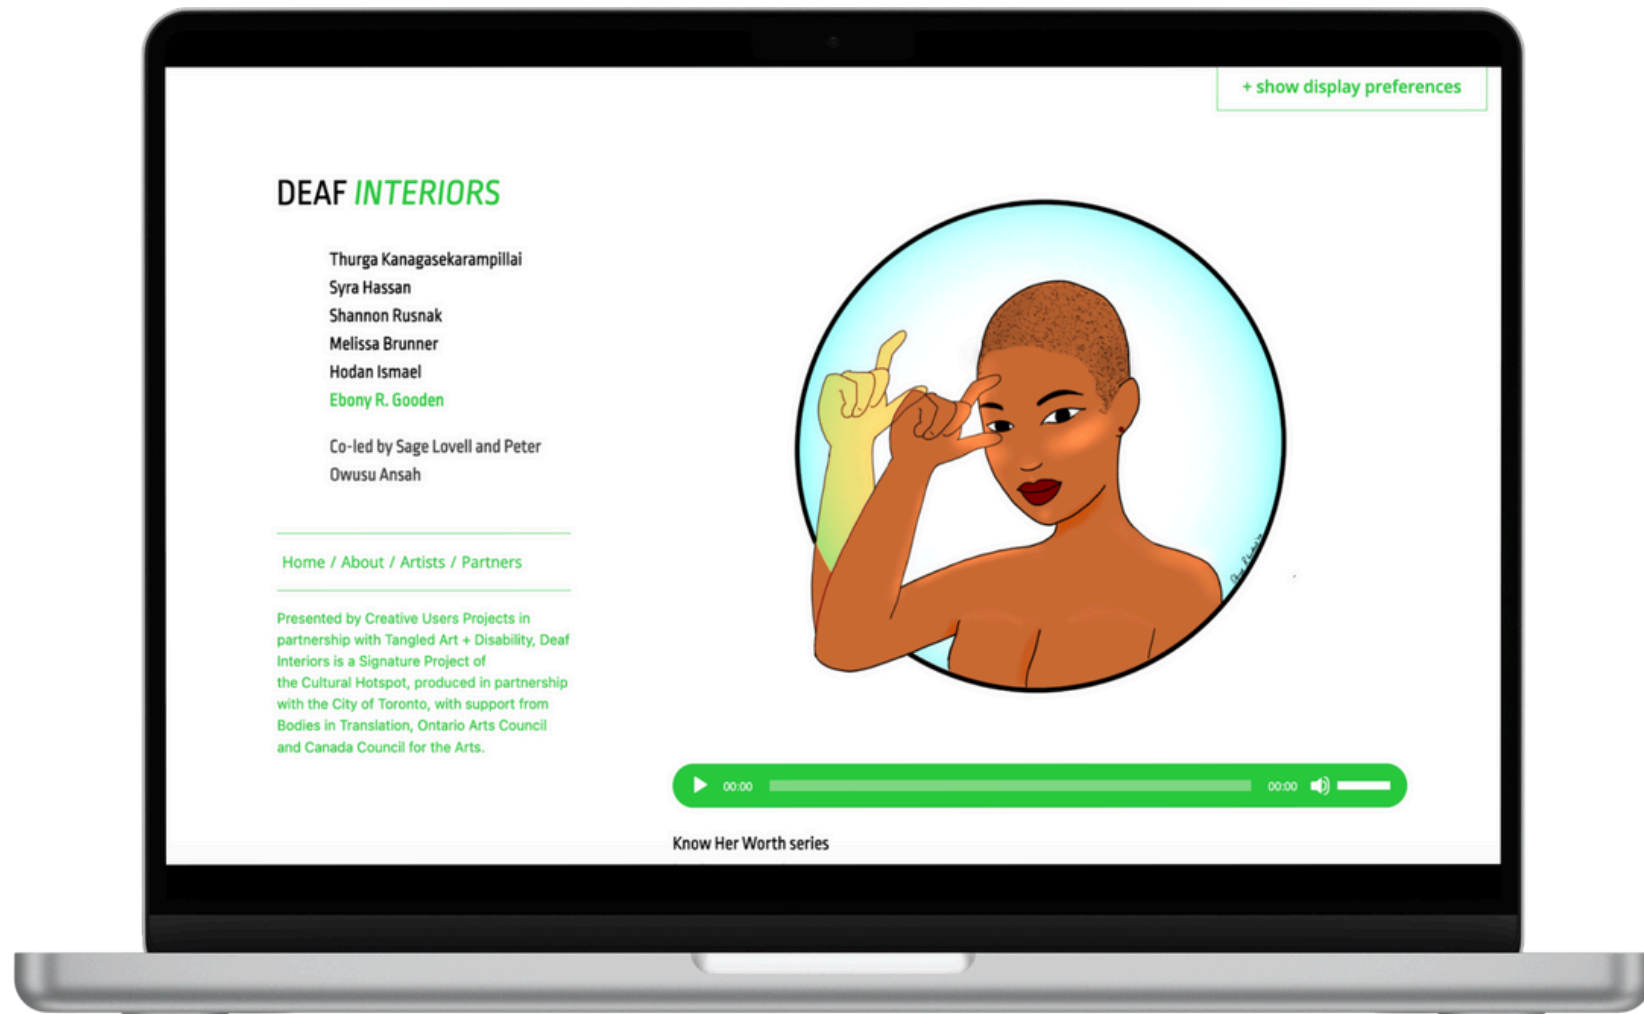 + show display preferences
DEAF INTERIORS
Thurga Kanagasekarampillai
Syra Hassan
Shannon Rusnak
Melissa Brunner
Hodan Ismael
Ebony R. Gooden
Co-led by Sage Lovell and Peter
Owusu Ansah
Home / About / Artists / Partners
Presented by Creative Users Projects in
partnership with Tangled Art + Disability, Deaf
Interiors is a Signature Project of
the Cultural Hotspot, produced in partnership
with the City of Toronto, with support from
Bodies in Translation, Ontario Arts Council
and Canada Council for the Arts.
00:00 00:00
Know Her Worth series